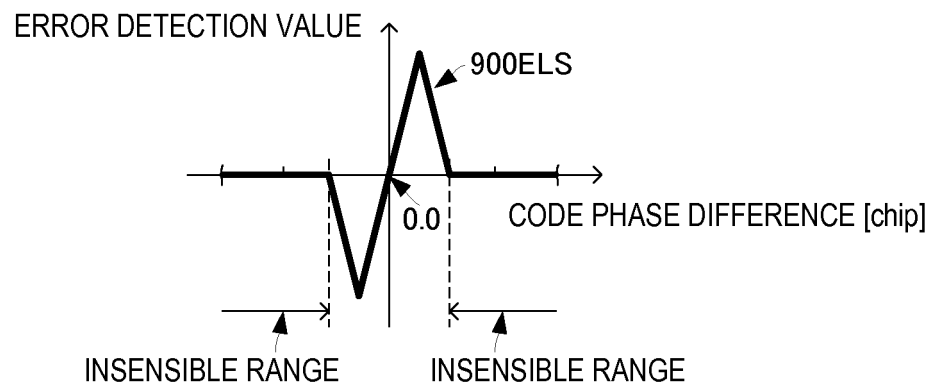 ERROR DETECTION VALUE
900ELS
0.0
CODE PHASE DIFFERENCE [chip]
INSENSIBLE RANGE
INSENSIBLE RANGE